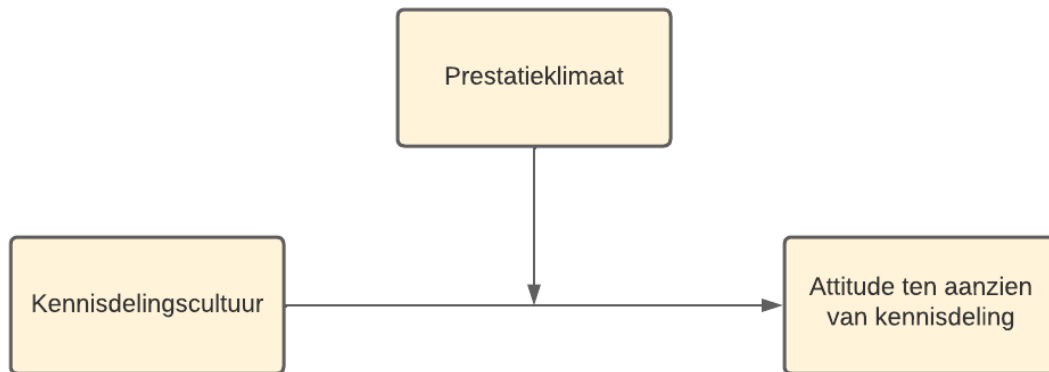 Prestatieklimaat
Kennisdelingscultuur
Attitude ten aanzien
van kennisdeling